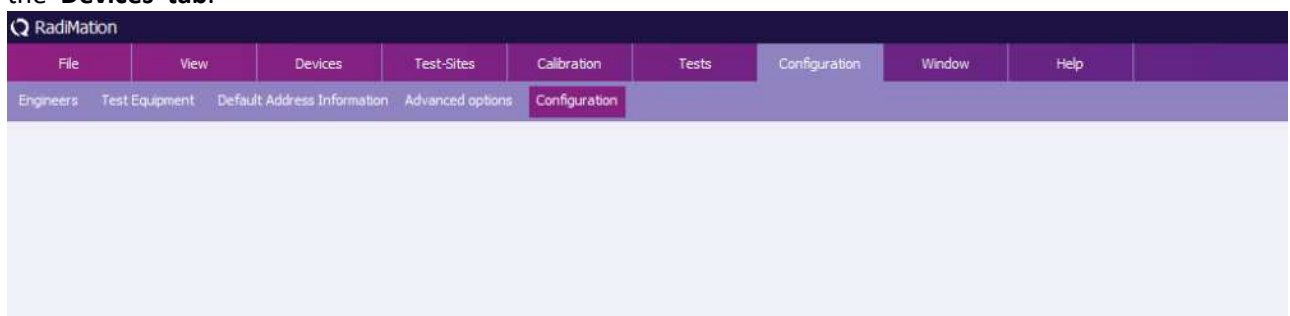 the 'Devices' tab.
RadiMation
File View Devices Test-Sites Calibration Tests Configuration Window Help
Engineers Test Equipment Default Address Information Advanced options Configuration